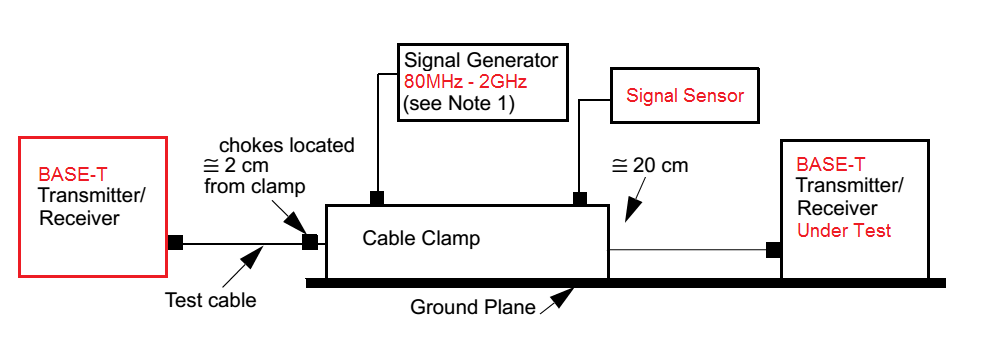 Signal Generator
80MHz - 2GHz
(see Note 1)
Signal Sensor
chokes located
≅ 2 cm
from clamp
≅ 20 cm
BASE-T
Transmitter/
Receiver
BASE-T
Transmitter/
Receiver
Under Test
Cable Clamp
Test cable
Ground Plane